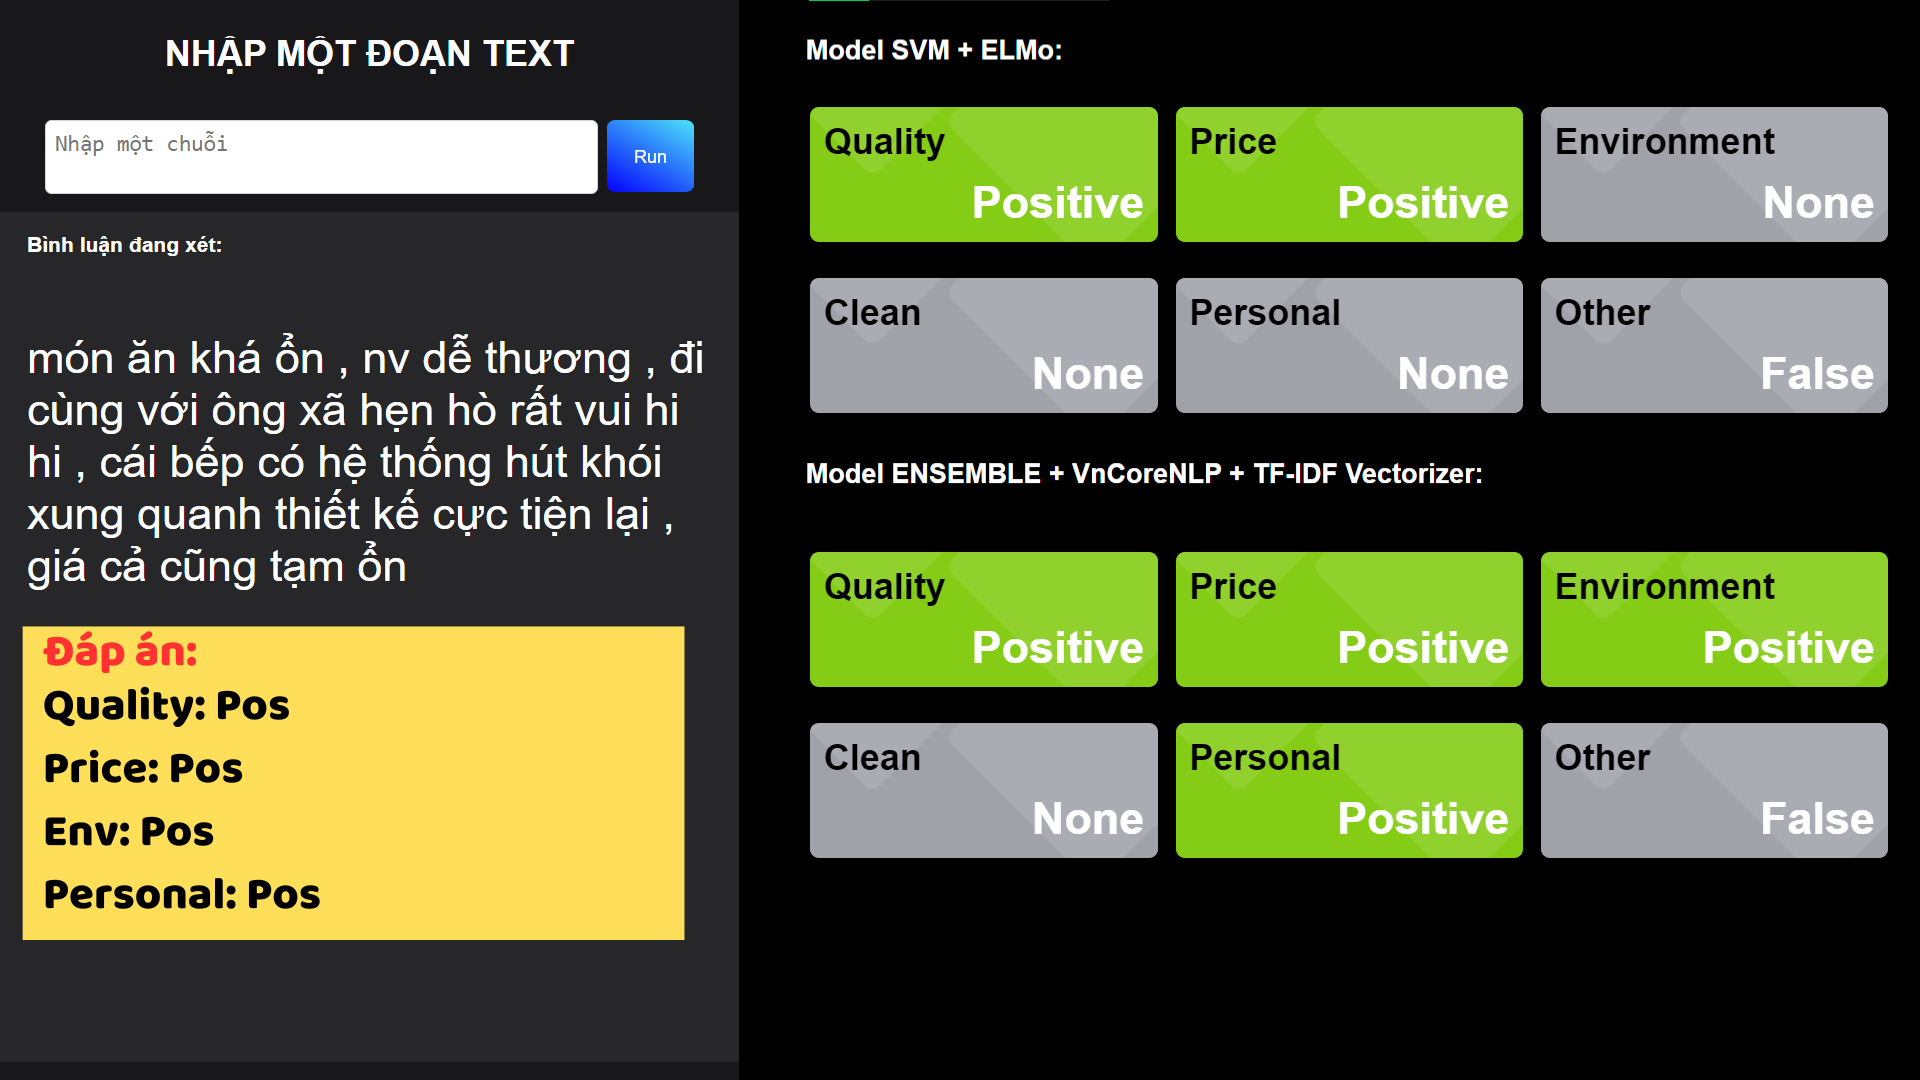 NHẬP MỘT ĐOẠN TEXT
Nhập một chuỗi
Run
Bình luận đang xét:
món ăn khá ổn , nv dễ thương , đi
cùng với ông xã hẹn hò rất vui hi
hi , cái bếp có hệ thống hút khói
xung quanh thiết kế cực tiện lại ,
giá cả cũng tạm ổn
Đáp án:
Quality: Pos
Price: Pos
Env: Pos
Personal: Pos
Model SVM + ELMo:
Quality
Positive
Price
Positive
Environment
None
Clean
None
Personal
None
Other
False
Model ENSEMBLE + VnCoreNLP + TF-IDF Vectorizer:
Quality
Positive
Price
Positive
Environment
Positive
Clean
None
Personal
Positive
Other
False